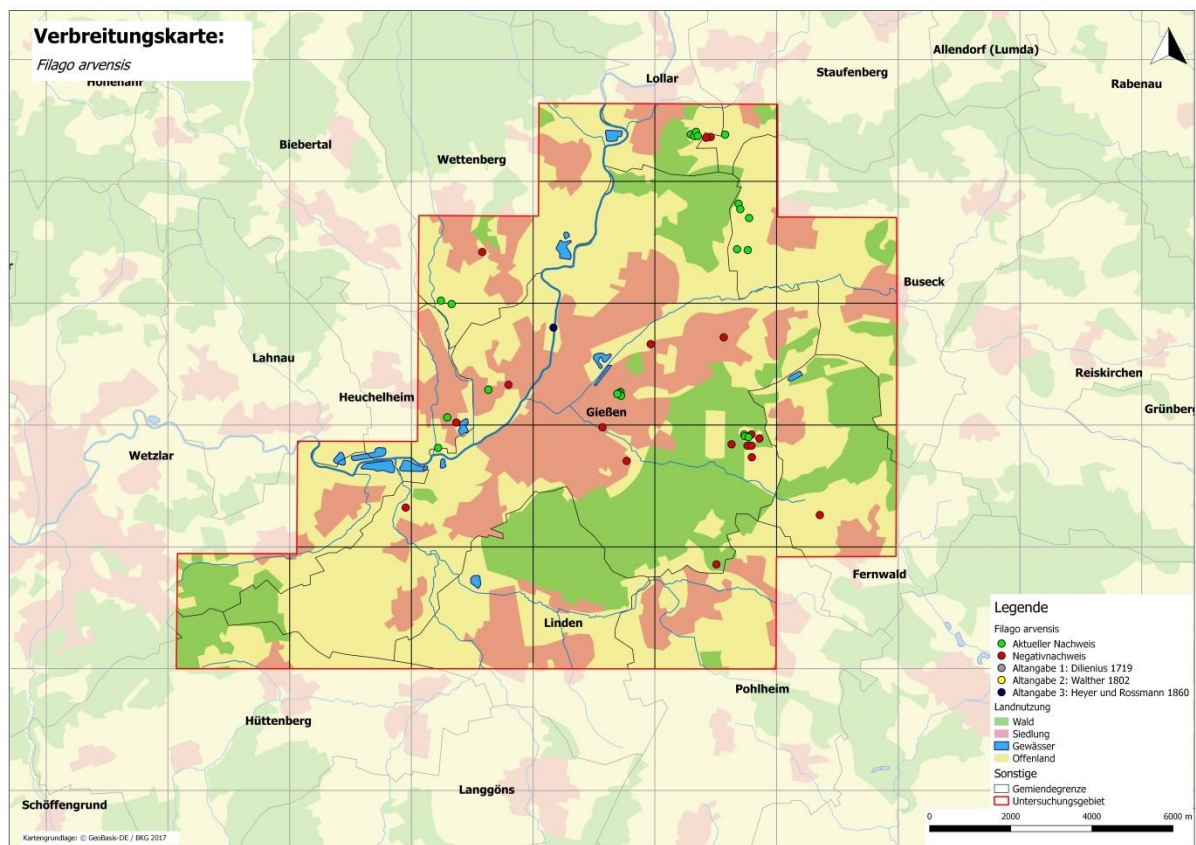 Verbreitungskarte:
Filago arvensis
Hohenahr
Allendorf (Lumda)
Lollar
Staufenberg
Rabenau
Biebertal
Wettenberg
Buseck
Lahnau
Heuchelheim
Reiskirchen
Gießen
Grünberg
Wetzlar
Fernwald
Linden
Pohlheim
Hüttenberg
Langgöns
Schöffengrund
Legende
Filago arvensis
Aktueller Nachweis
Negativnachweis
Altangabe 1: Dillenius 1719
Altangabe 2: Walther 1802
Altangabe 3: Heyer und Rossmann 1860
Landnutzung
Wald
Siedlung
Gewässer
Offenland
Sonstige
Gemiendegrenze
Untersuchungsgebiet
0 2000 4000 6000 m
Kartengrundlage: © GeoBasis-DE / BKG 2017